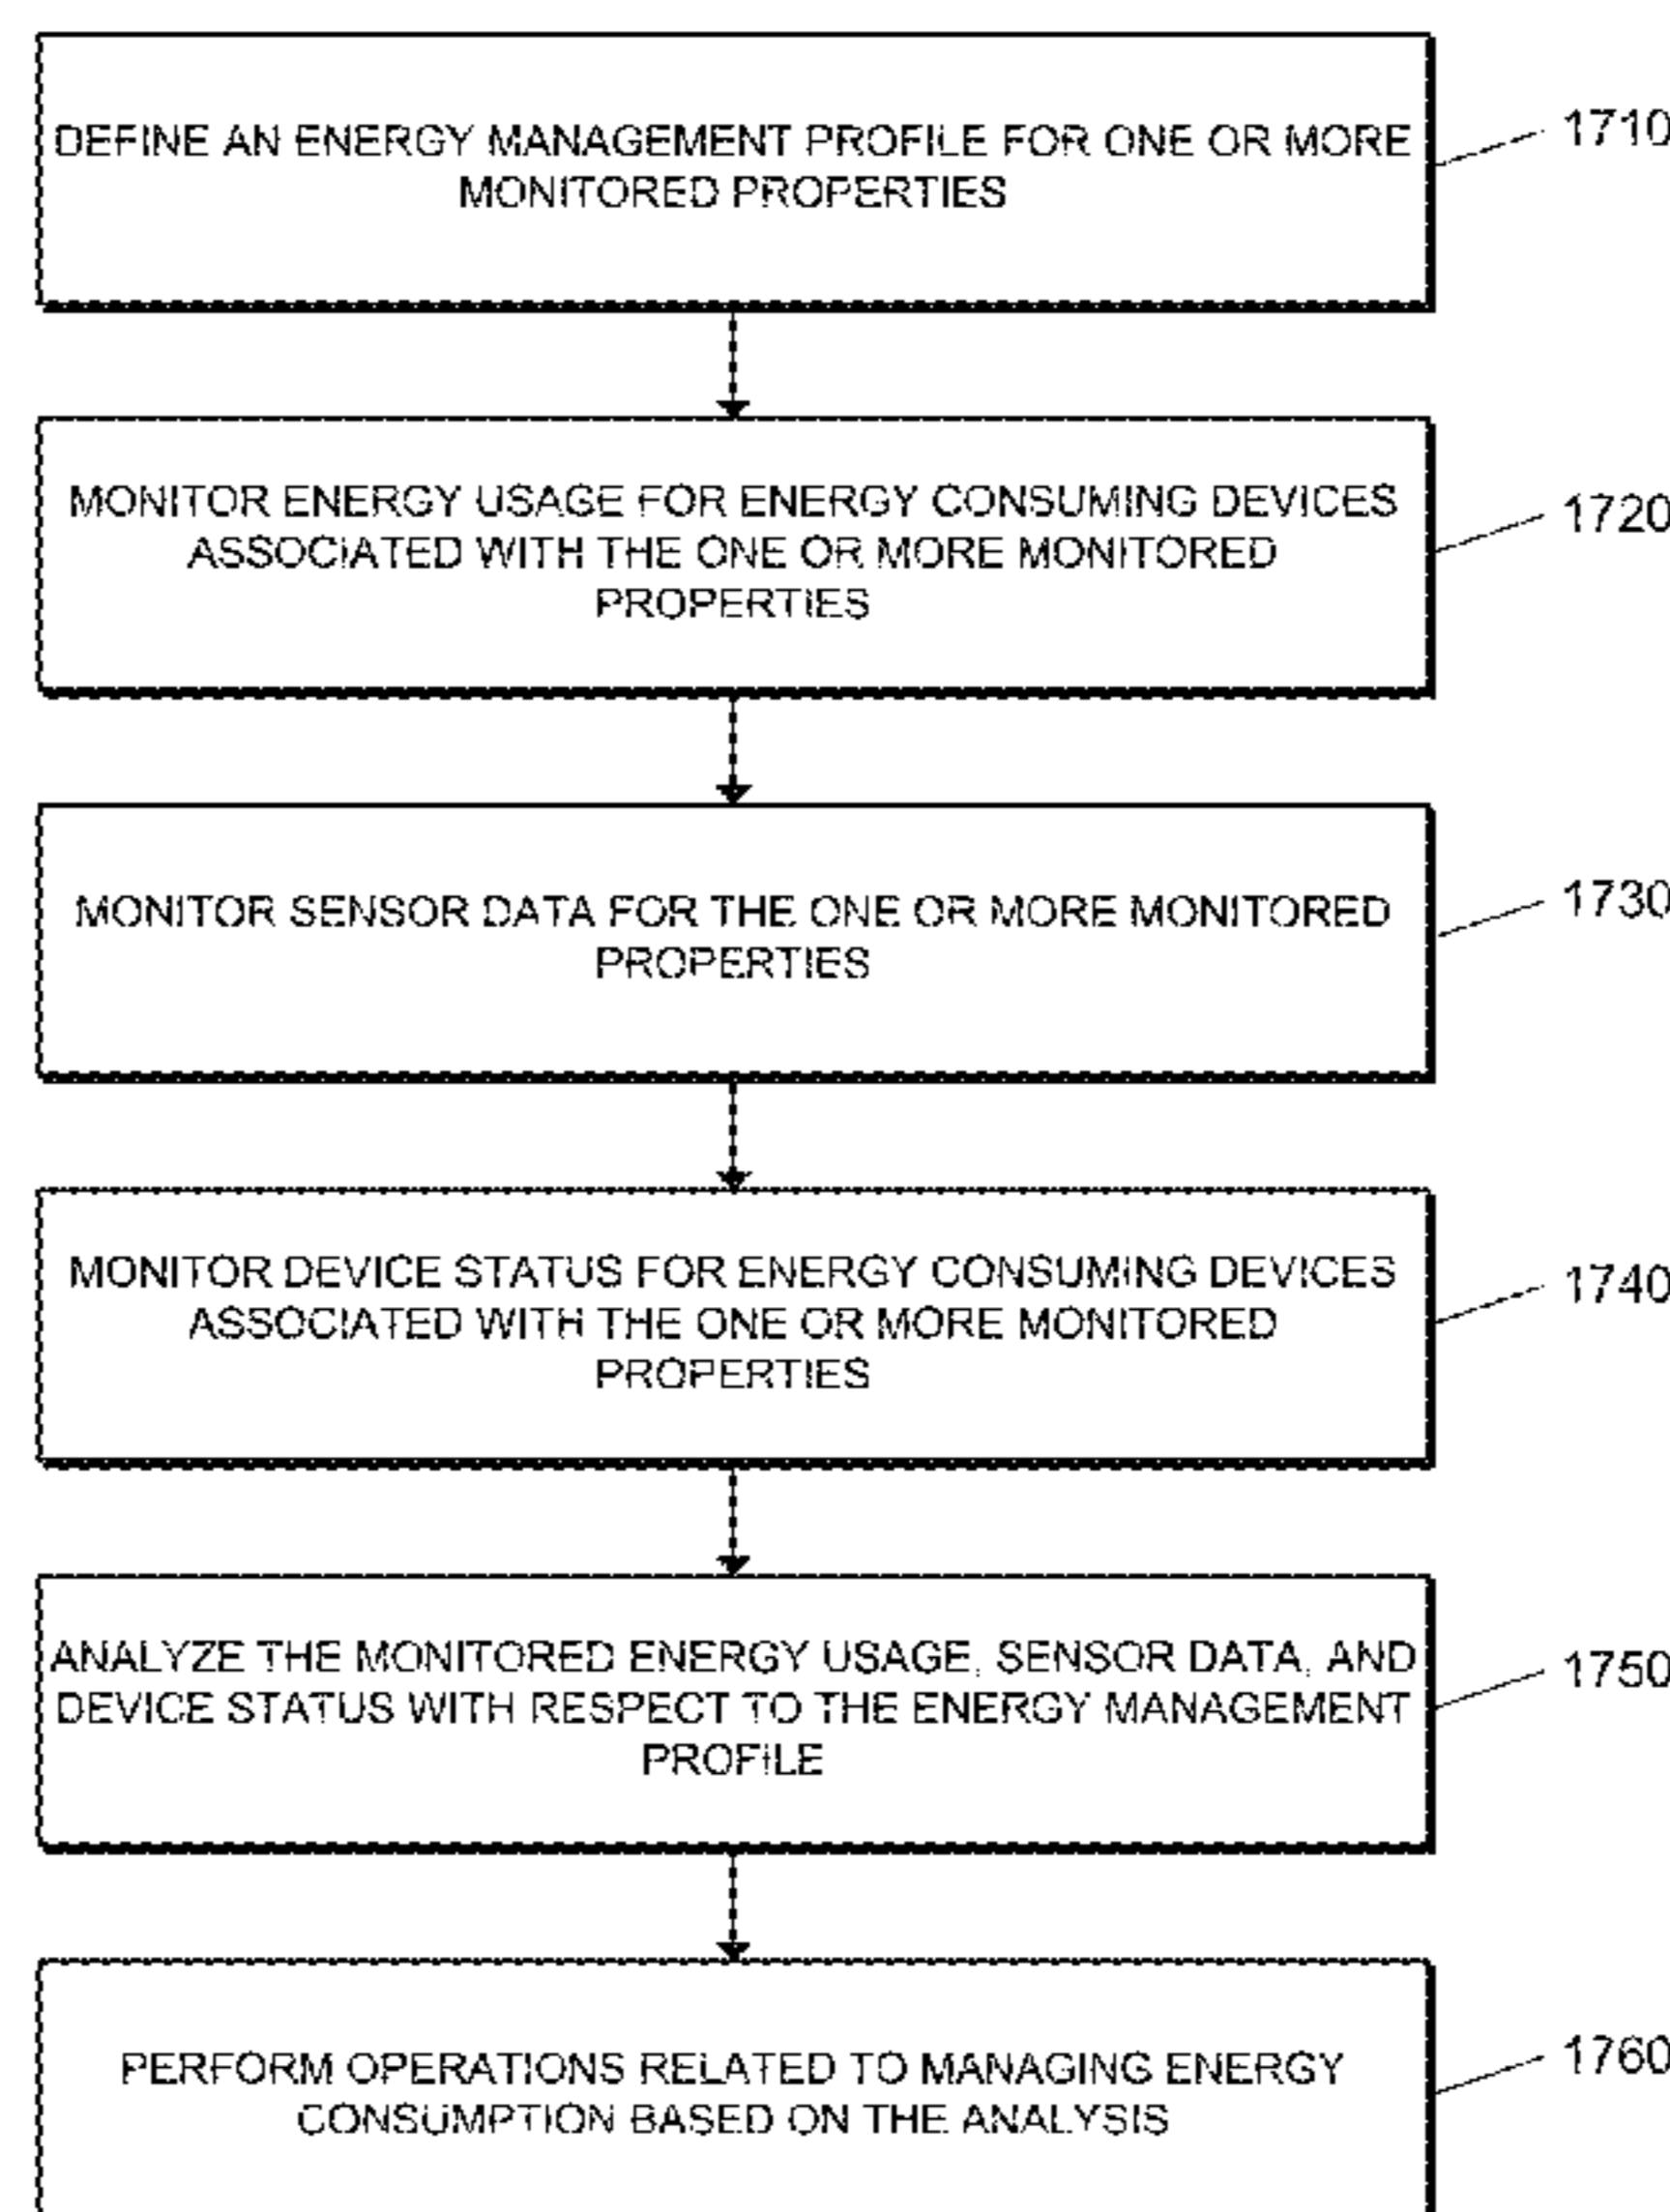 DEFINE AN ENERGY MANAGEMENT PROFILE FOR ONE OR MORE
MONITORED PROPERTIES
1710
MONITOR ENERGY USAGE FOR ENERGY CONSUMING DEVICES
ASSOCIATED WITH THE ONE OR MORE MONITORED
PROPERTIES
1720
MONITOR SENSOR DATA FOR THE ONE OR MORE MONITORED
PROPERTIES
1730
MONITOR DEVICE STATUS FOR ENERGY CONSUMING DEVICES
ASSOCIATED WITH THE ONE OR MORE MONITORED
PROPERTIES
1740
ANALYZE THE MONITORED ENERGY USAGE, SENSOR DATA, AND
DEVICE STATUS WITH RESPECT TO THE ENERGY MANAGEMENT
PROFILE
1750
PERFORM OPERATIONS RELATED TO MANAGING ENERGY
CONSUMPTION BASED ON THE ANALYSIS
1760